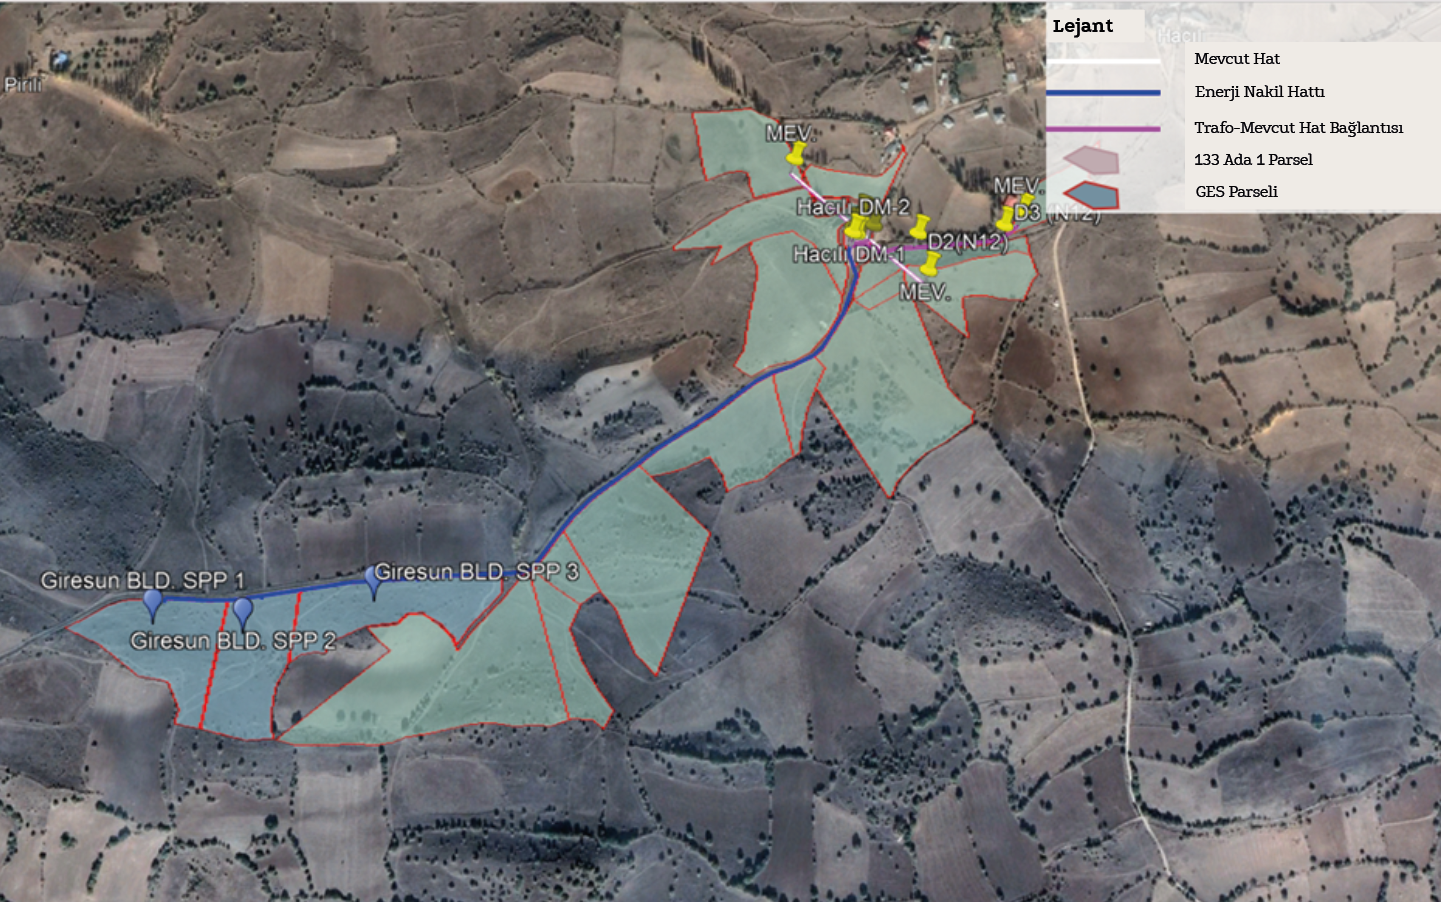 Lejant
Hacılı
Mevcut Hat
Enerji Nakil Hattı
Trafo-Mevcut Hat Bağlantısı
133 Ada 1 Parsel
GES Parseli
Pirili
MEV.
MEV.
Hacılı DM-2
D3 (N12)
D2(N12)
Hacılı DM-1
MEV.
Giresun BLD. SPP 3
Giresun BLD. SPP 1
Giresun BLD. SPP 2